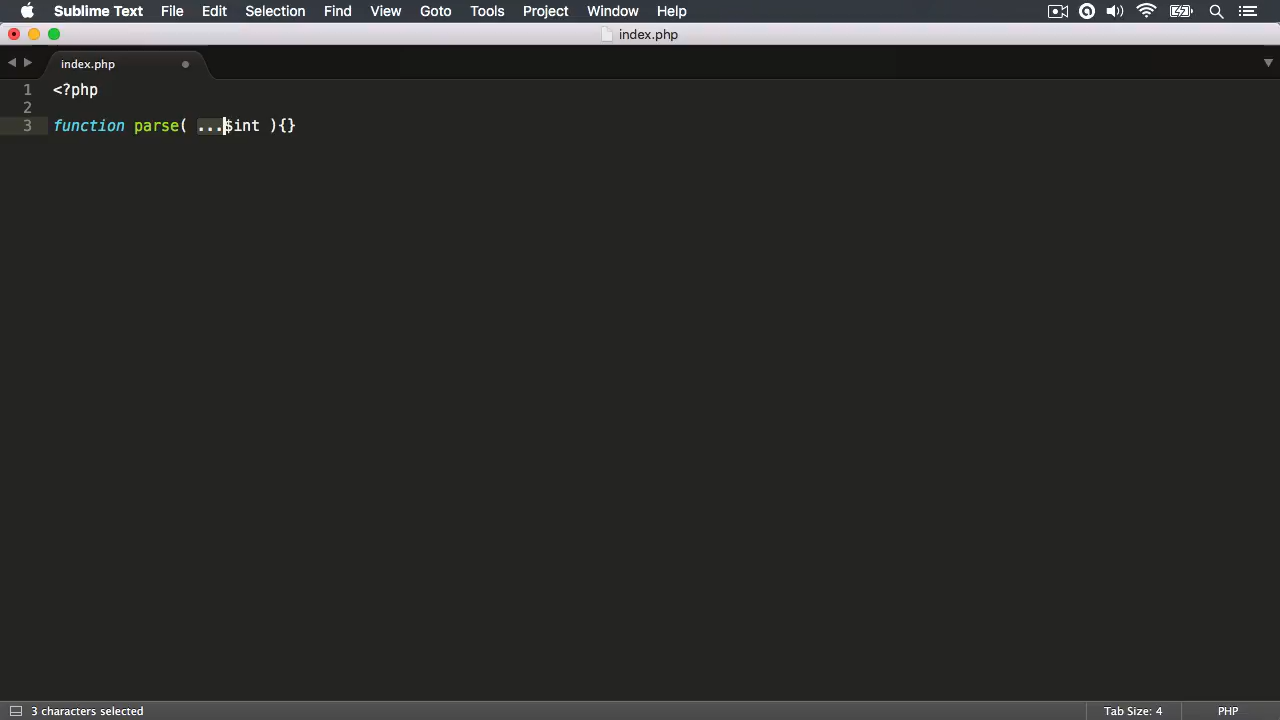 Sublime Text File Edit Selection Find View Goto Tools Project Window Help
index.php
index.php
1 <?php
2
3 function parse( ...$int ){}
3 characters selected Tab Size: 4 PHP